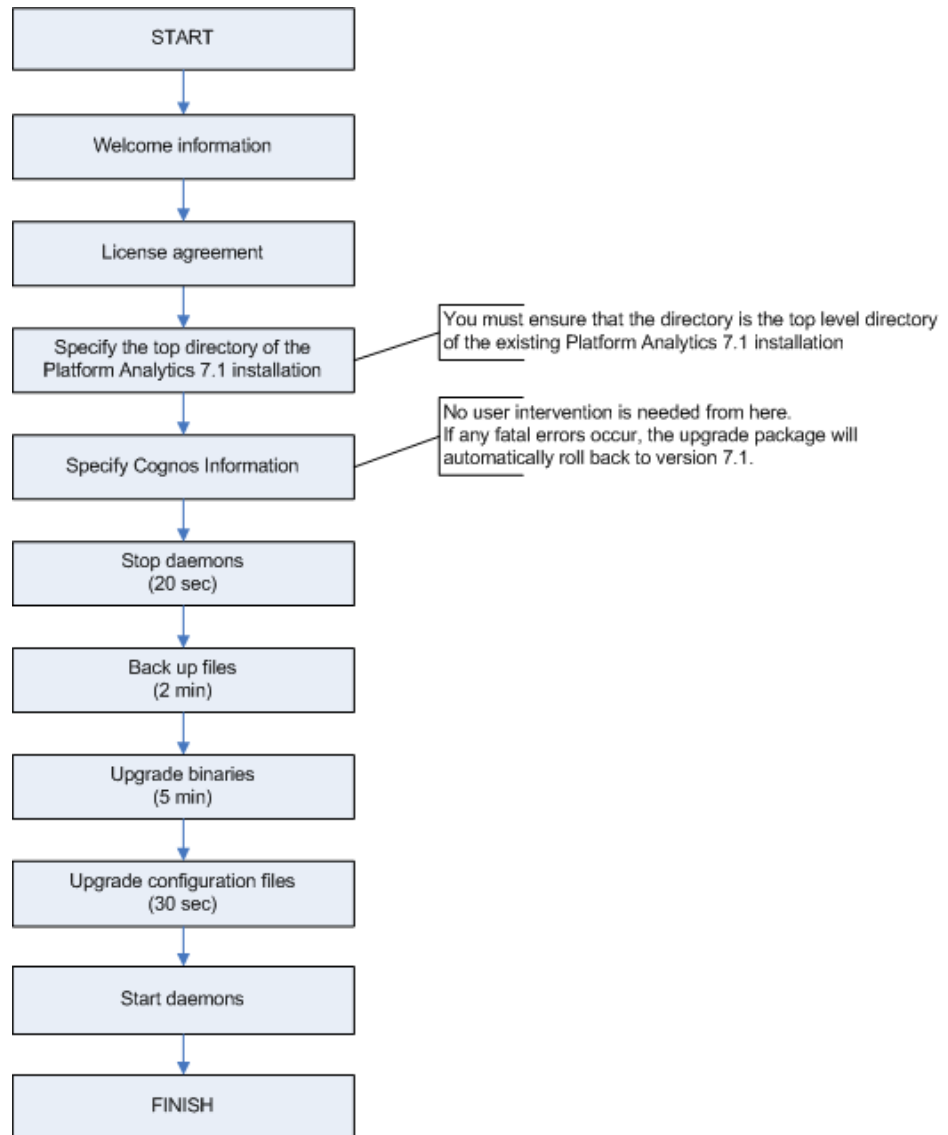 START
Welcome information
License agreement
Specify the top directory of the
Platform Analytics 7.1 installation
You must ensure that the directory is the top level directory
of the existing Platform Analytics 7.1 installation
Specify Cognos Information
No user intervention is needed from here.
If any fatal errors occur, the upgrade package will
automatically roll back to version 7.1.
Stop daemons
(20 sec)
Back up files
(2 min)
Upgrade binaries
(5 min)
Upgrade configuration files
(30 sec)
Start daemons
FINISH